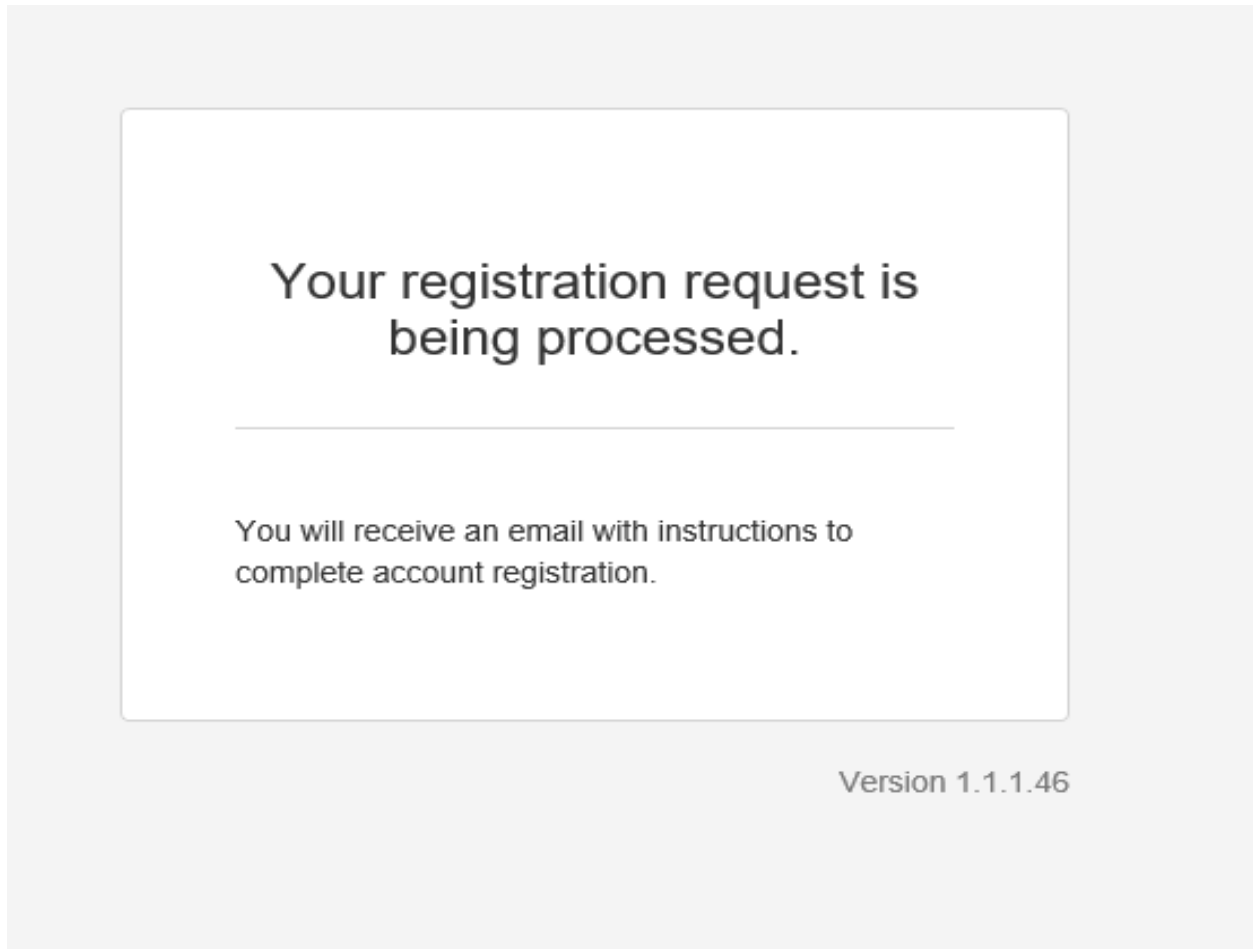 Your registration request is
being processed.
You will receive an email with instructions to
complete account registration.
Version 1.1.1.46